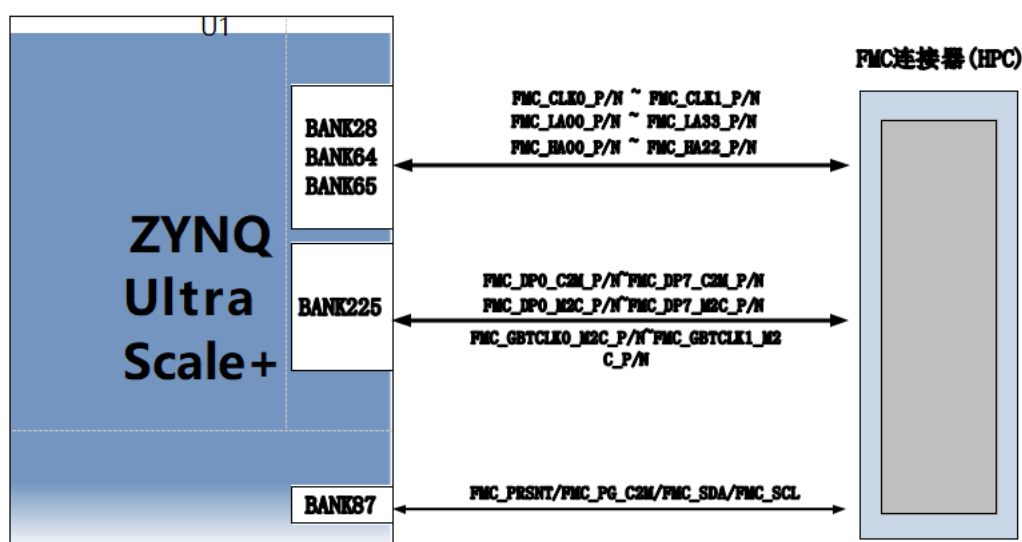 U1
FMC连接器(HPC)
FMC_CLK0_P/N ~ FMC_CLK1_P/N
FMC_LA00_P/N ~ FMC_LA33_P/N
FMC_HA00_P/N ~ FMC_HA22_P/N
BANK28
BANK64
BANK65
ZYNQ
Ultra
Scale+
BANK225
FMC_DP0_C2M_P/N~FMC_DP7_C2M_P/N
FMC_DP0_M2C_P/N~FMC_DP7_M2C_P/N
FMC_GBTCLK0_M2C_P/N~FMC_GBTCLK1_M2
C_P/N
BANK87
FMC_PRSNT/FMC_PG_C2M/FMC_SDA/FMC_SCL